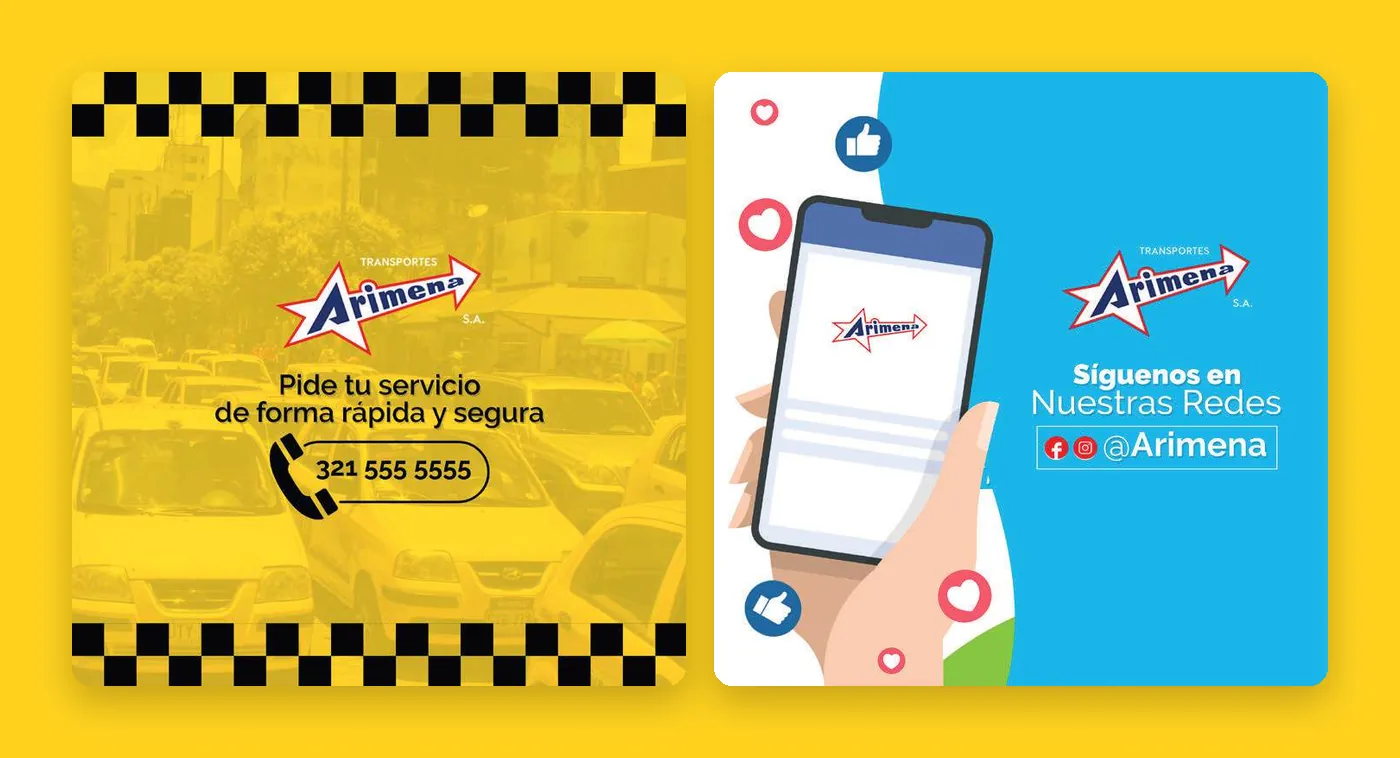 TRANSPORTES
Arimena
S.A.
Pide tu servicio
de forma rápida y segura
321 555 5555
Arimena
TRANSPORTES
Arimena
S.A.
Síguenos en
Nuestras Redes
@Arimena